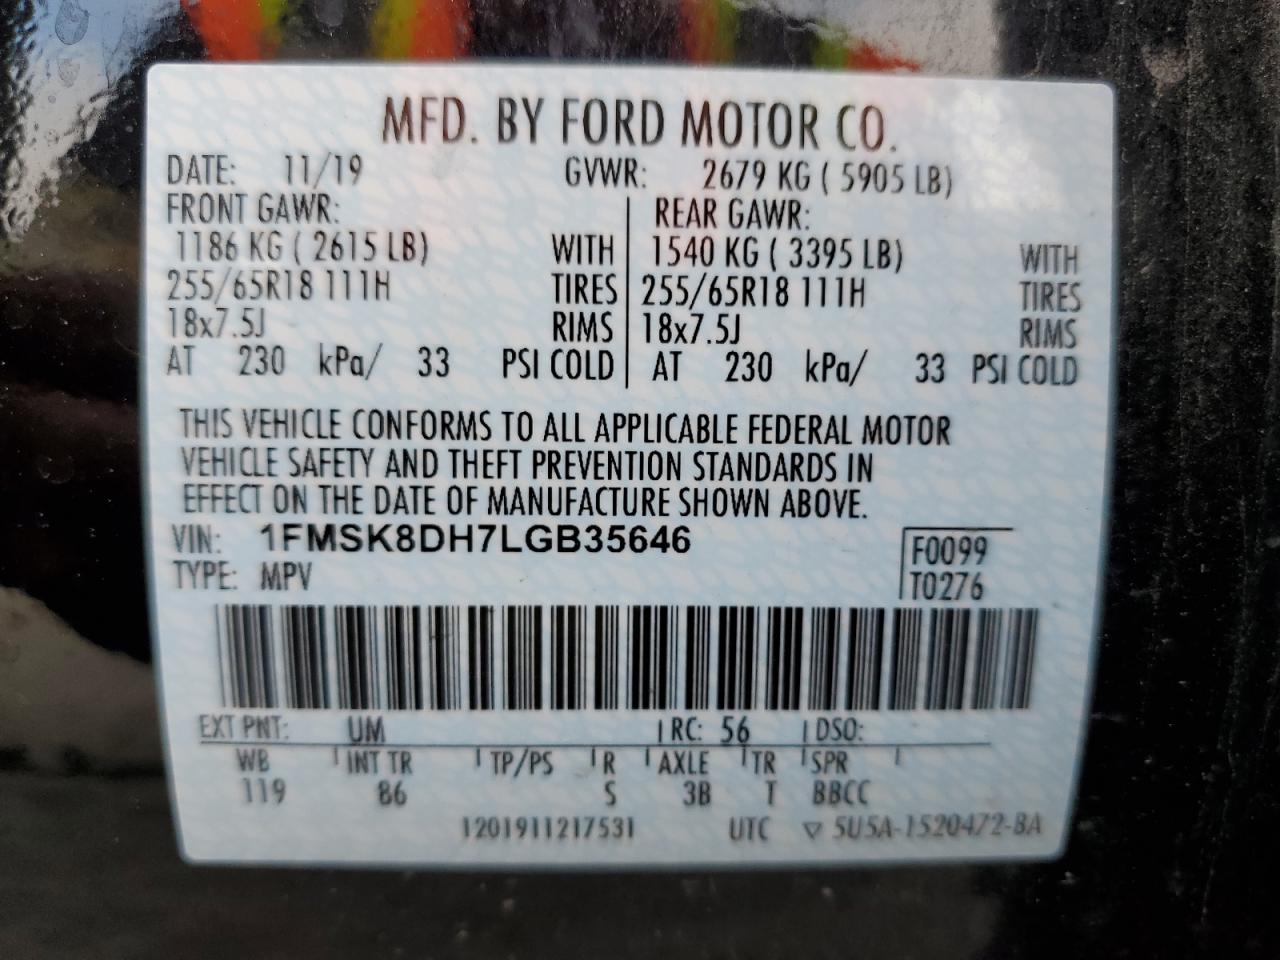 MFD. BY FORD MOTOR CO.
DATE: 11/19 GVWR: 2679 KG ( 5905 LB)
FRONT GAWR: REAR GAWR:
1186 KG ( 2615 LB) WITH 1540 KG ( 3395 LB) WITH
255/65R18 111H TIRES 255/65R18 111H TIRES
18x7.5J RIMS 18x7.5J RIMS
AT 230 kPa/ 33 PSI COLD AT 230 kPa/ 33 PSI COLD
THIS VEHICLE CONFORMS TO ALL APPLICABLE FEDERAL MOTOR
VEHICLE SAFETY AND THEFT PREVENTION STANDARDS IN
EFFECT ON THE DATE OF MANUFACTURE SHOWN ABOVE.
VIN: 1FMSK8DH7LGB35646 F0099
TYPE: MPV T0276
EXT PNT: UM RC: 56 DSO:
WB INT TR TP/PS R AXLE TR SPR
119 86 S 3B T BBCC
1201911217531 UTC ▽ 5U5A-1520472-BA